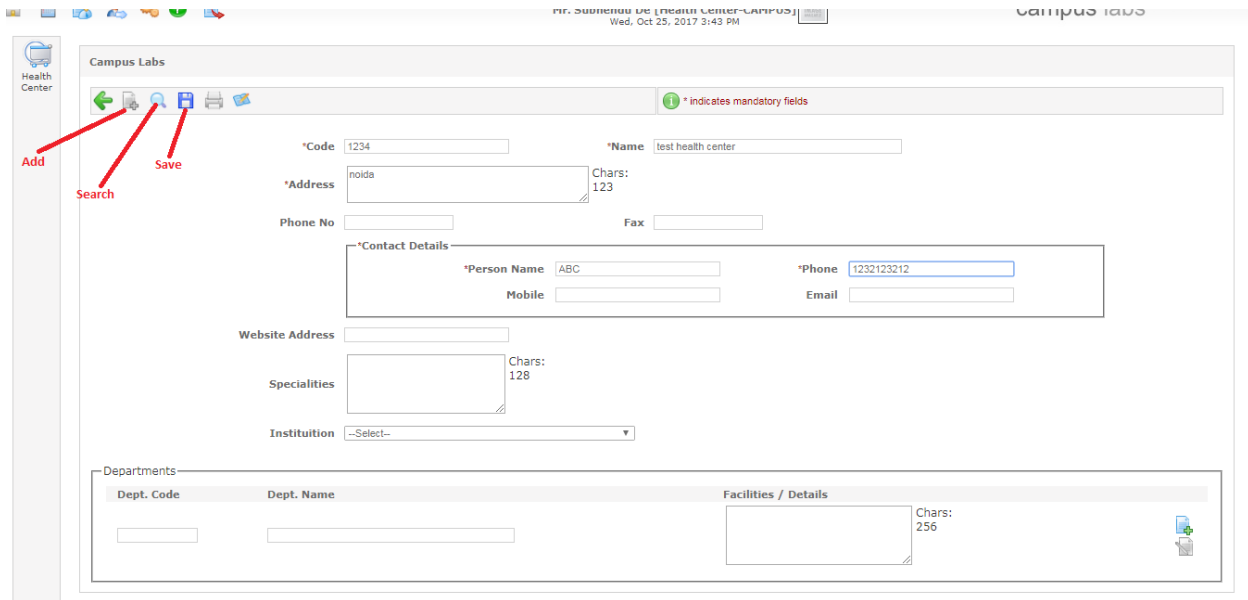 Mr. Subhendu De [Health Center-CAMPUS]
Wed, Oct 25, 2017 3:43 PM
campus labs
Health
Center
Campus Labs
* indicates mandatory fields
Add
Search
Save
*Code 1234 *Name test health center
*Address noida Chars:
123
Phone No Fax
*Contact Details
*Person Name ABC *Phone 1232123212
Mobile Email
Website Address
Specialities Chars:
128
Instituition --Select--
Departments
Dept. Code Dept. Name Facilities / Details
Chars:
256